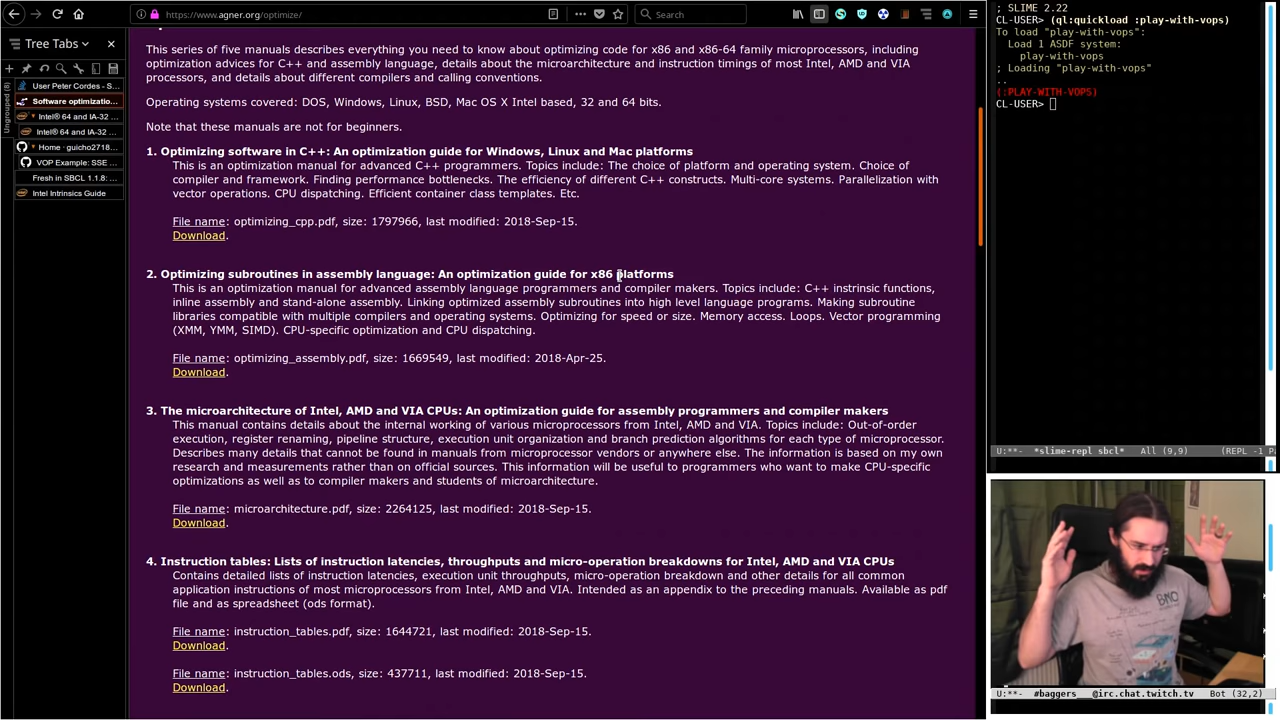 https://www.agner.org/optimize/
Search
Tree Tabs
Ungrouped (8)
User Peter Cordes - S...
Software optimizatio...
Intel® 64 and IA-32 ...
Intel® 64 and IA-32 ...
Home · guicho2718...
VOP Example: SSE ...
Fresh in SBCL 1.1.8: ...
Intel Intrinsics Guide
This series of five manuals describes everything you need to know about optimizing code for x86 and x86-64 family microprocessors, including
optimization advices for C++ and assembly language, details about the microarchitecture and instruction timings of most Intel, AMD and VIA
processors, and details about different compilers and calling conventions.
Operating systems covered: DOS, Windows, Linux, BSD, Mac OS X Intel based, 32 and 64 bits.
Note that these manuals are not for beginners.
1. Optimizing software in C++: An optimization guide for Windows, Linux and Mac platforms
This is an optimization manual for advanced C++ programmers. Topics include: The choice of platform and operating system. Choice of
compiler and framework. Finding performance bottlenecks. The efficiency of different C++ constructs. Multi-core systems. Parallelization with
vector operations. CPU dispatching. Efficient container class templates. Etc.
File name: optimizing_cpp.pdf, size: 1797966, last modified: 2018-Sep-15.
Download.
2. Optimizing subroutines in assembly language: An optimization guide for x86 platforms
This is an optimization manual for advanced assembly language programmers and compiler makers. Topics include: C++ instrinsic functions,
inline assembly and stand-alone assembly. Linking optimized assembly subroutines into high level language programs. Making subroutine
libraries compatible with multiple compilers and operating systems. Optimizing for speed or size. Memory access. Loops. Vector programming
(XMM, YMM, SIMD). CPU-specific optimization and CPU dispatching.
File name: optimizing_assembly.pdf, size: 1669549, last modified: 2018-Apr-25.
Download.
3. The microarchitecture of Intel, AMD and VIA CPUs: An optimization guide for assembly programmers and compiler makers
This manual contains details about the internal working of various microprocessors from Intel, AMD and VIA. Topics include: Out-of-order
execution, register renaming, pipeline structure, execution unit organization and branch prediction algorithms for each type of microprocessor.
Describes many details that cannot be found in manuals from microprocessor vendors or anywhere else. The information is based on my own
research and measurements rather than on official sources. This information will be useful to programmers who want to make CPU-specific
optimizations as well as to compiler makers and students of microarchitecture.
File name: microarchitecture.pdf, size: 2264125, last modified: 2018-Sep-15.
Download.
4. Instruction tables: Lists of instruction latencies, throughputs and micro-operation breakdowns for Intel, AMD and VIA CPUs
Contains detailed lists of instruction latencies, execution unit throughputs, micro-operation breakdown and other details for all common
application instructions of most microprocessors from Intel, AMD and VIA. Intended as an appendix to the preceding manuals. Available as pdf
file and as spreadsheet (ods format).
File name: instruction_tables.pdf, size: 1644721, last modified: 2018-Sep-15.
Download.
File name: instruction_tables.ods, size: 437711, last modified: 2018-Sep-15.
Download.
; SLIME 2.22
CL-USER> (ql:quickload :play-with-vops)
To load "play-with-vops":
Load 1 ASDF system:
play-with-vops
; Loading "play-with-vops"
..
(:PLAY-WITH-VOPS)
CL-USER>
U:**- *slime-repl sbcl* All (9,9) (REPL -1 P
BMO
U:**- #baggers___@irc.chat.twitch.tv Bot (32,2)